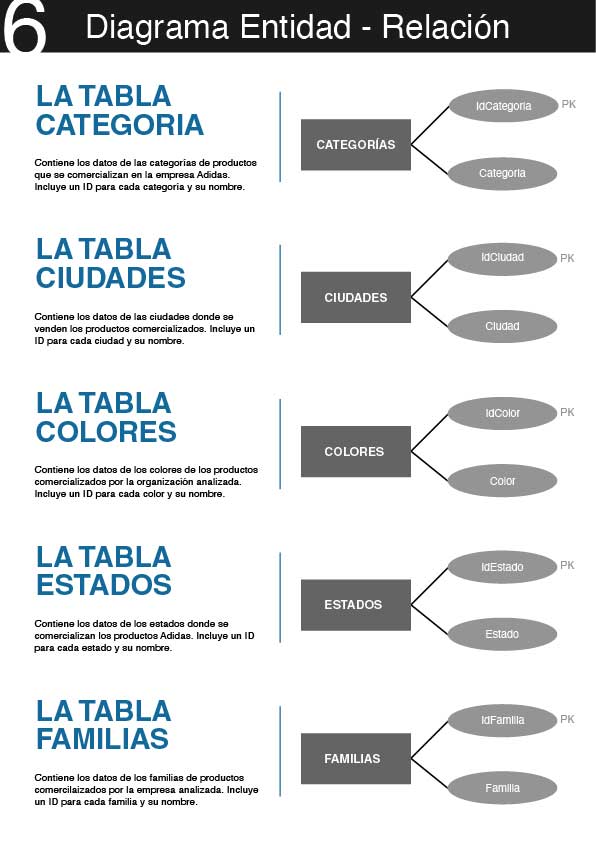 6
Diagrama Entidad - Relación
LA TABLA
CATEGORIA
Contiene los datos de las categorías de productos
que se comercializan en la empresa Adidas.
Incluye un ID para cada categoría y su nombre.
CATEGORÍAS
IdCategoria
PK
Categoria
LA TABLA
CIUDADES
Contiene los datos de las ciudades donde se
venden los productos comercializados. Incluye un
ID para cada ciudad y su nombre.
CIUDADES
IdCiudad
PK
Ciudad
LA TABLA
COLORES
Contiene los datos de los colores de los productos
comercializados por la organización analizada.
Incluye un ID para cada color y su nombre.
COLORES
IdColor
PK
Color
LA TABLA
ESTADOS
Contiene los datos de los estados donde se
comercializan los productos Adidas. Incluye un ID
para cada estado y su nombre.
ESTADOS
IdEstado
PK
Estado
LA TABLA
FAMILIAS
Contiene los datos de los familias de productos
comercilaizados por la empresa analizada. Incluye
un ID para cada familia y su nombre.
FAMILIAS
IdFamilia
PK
Familia